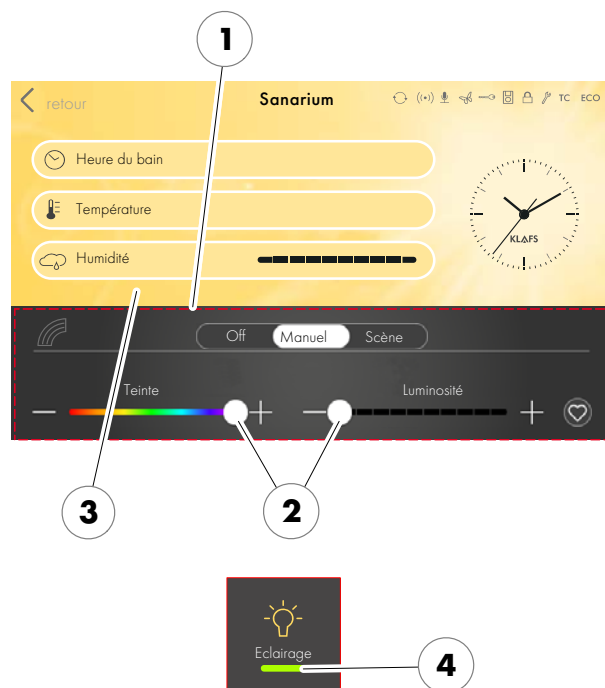 1
retour
Sanarium
TC ECO
Heure du bain
Température
Humidité
KLAFS
Off Manuel Scène
Teinte
Luminosité
3
2
Eclairage
4